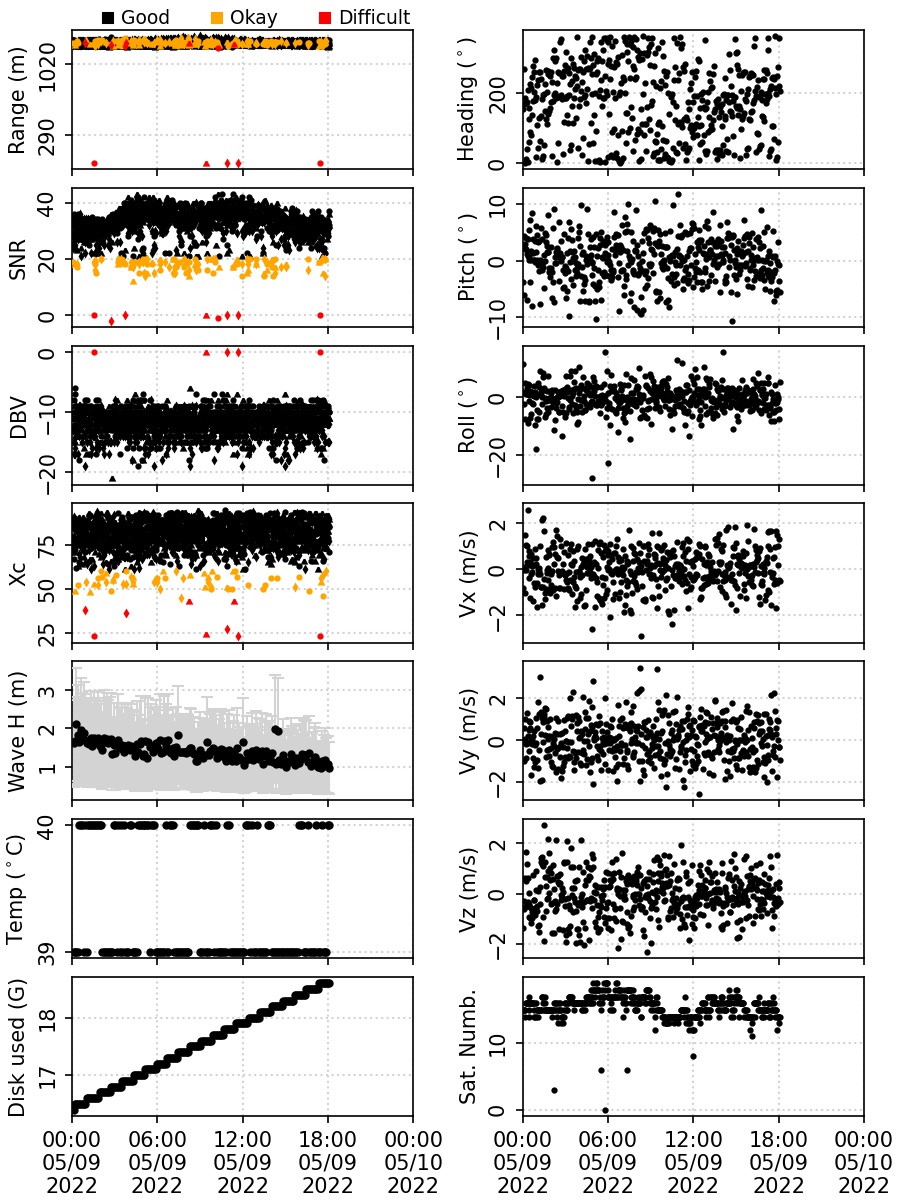 Good Okay Difficult
Range (m)
1020
290
Heading (°)
200
0
SNR
40
20
0
Pitch (°)
10
0
−10
DBV
0
−10
−20
Roll (°)
0
−20
Xc
75
50
25
Vx (m/s)
2
0
−2
Wave H (m)
3
2
1
Vy (m/s)
2
0
−2
Temp (°C)
40
39
Vz (m/s)
2
0
−2
Disk used (G)
18
17
Sat. Numb.
10
0
00:00 06:00 12:00 18:00 00:00
05/09 05/09 05/09 05/09 05/10
2022 2022 2022 2022 2022
00:00 06:00 12:00 18:00 00:00
05/09 05/09 05/09 05/09 05/10
2022 2022 2022 2022 2022